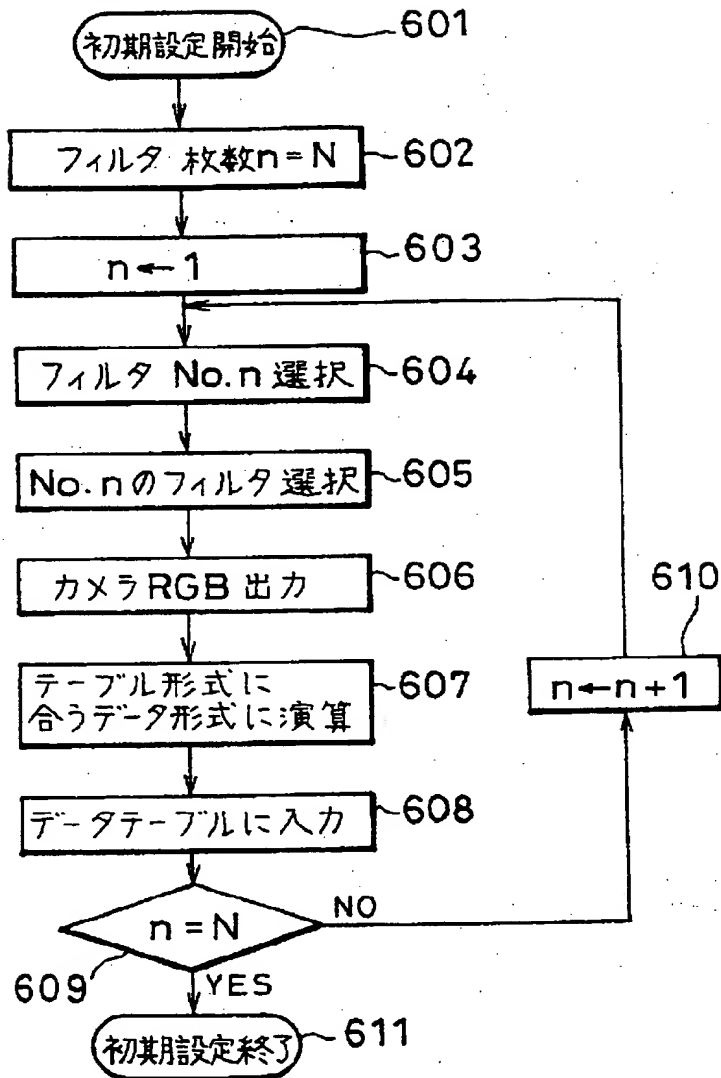 初期設定開始 601
フィルタ 枚数n=N 602
n←1 603
フィルタ No.n 選択 604
No.nのフィルタ選択 605
カメラRGB出力 606
610
テーブル形式に
合うデータ形式に演算 607
n←n+1
データテーブルに入力 608
n=N NO
609 YES
初期設定終了 611